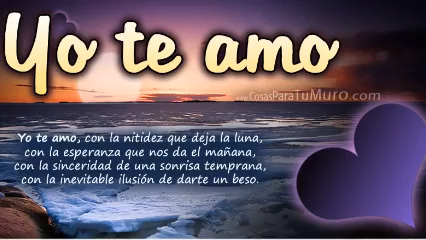 Yo te amo
www.CosasParaTuMuro.com
Yo te amo, con la nitidez que deja la luna,
con la esperanza que nos da el mañana,
con la sinceridad de una sonrisa temprana,
con la inevitable ilusión de darte un beso.